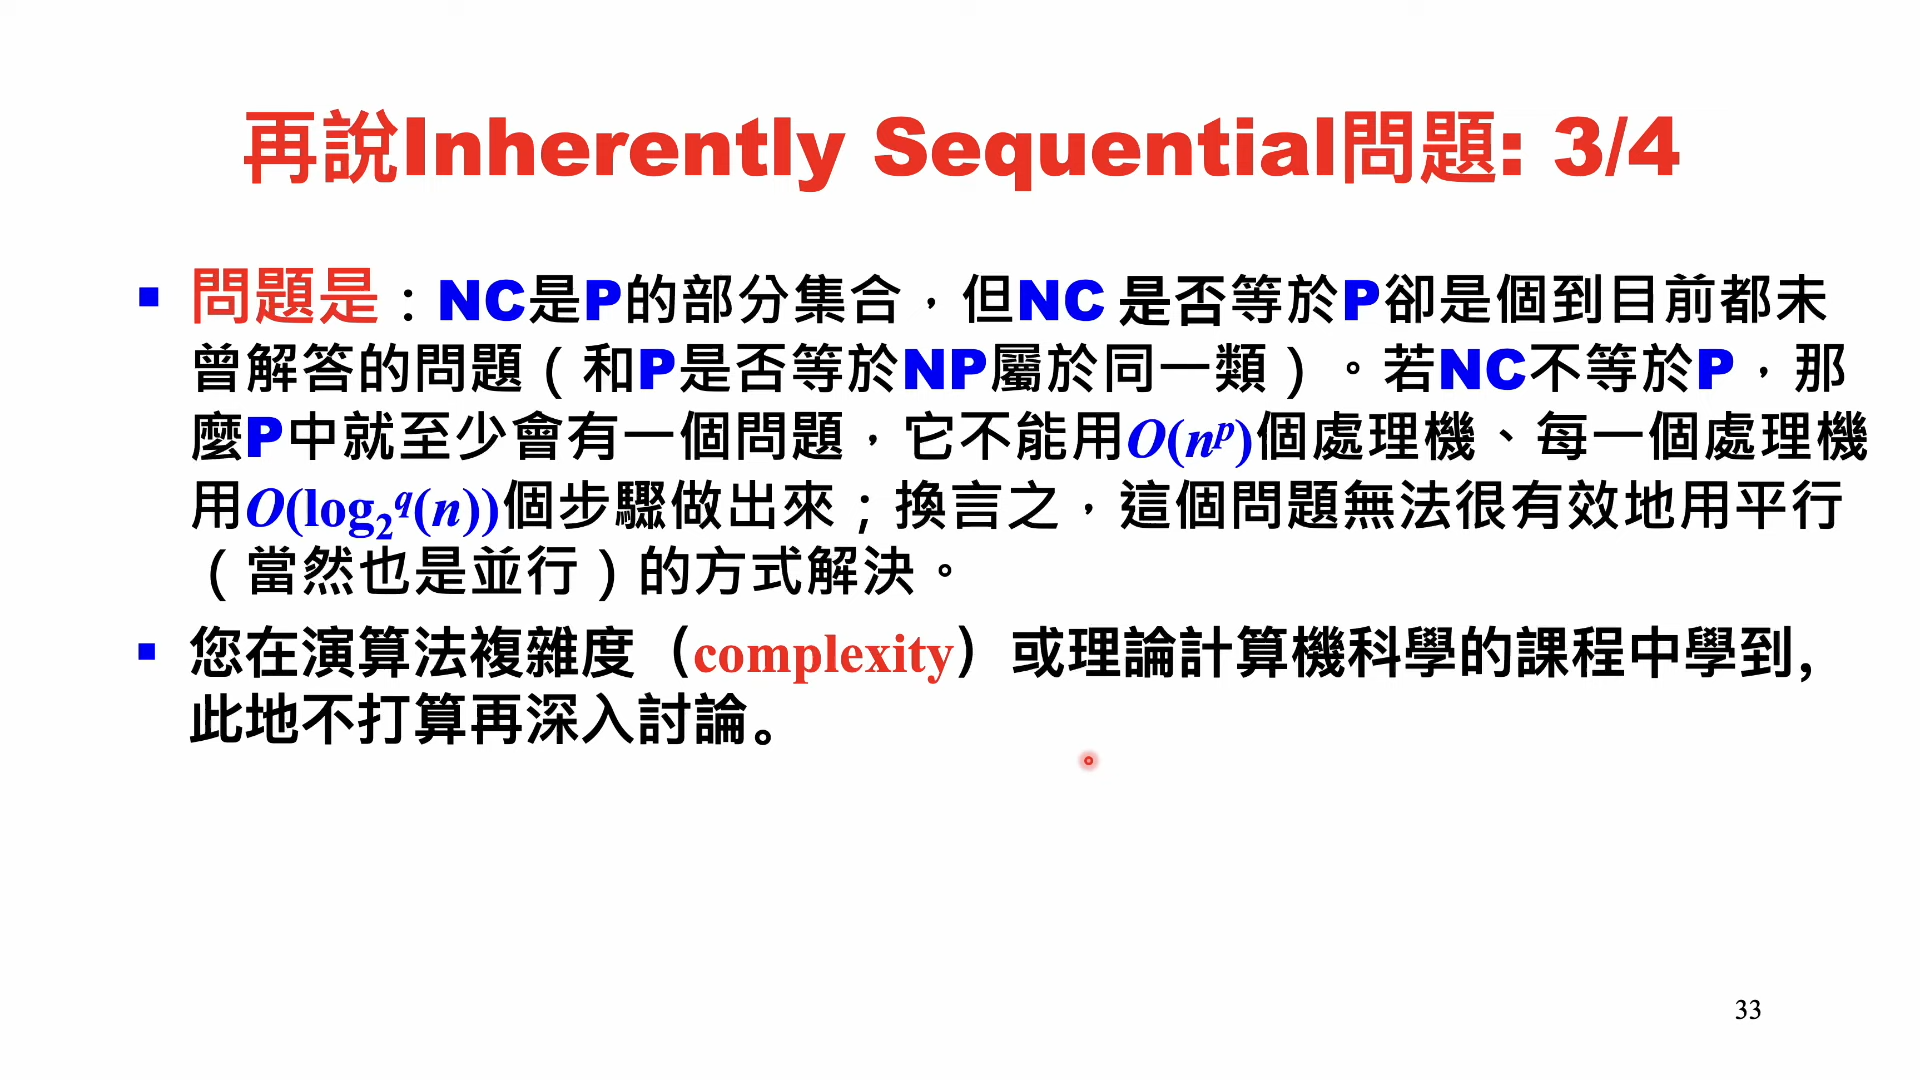 再說Inherently Sequential問題: 3/4
▪ 問題是：NC是P的部分集合，但NC 是否等於P卻是個到目前都未
曾解答的問題（和P是否等於NP屬於同一類）。若NC不等於P，那
麼P中就至少會有一個問題，它不能用O(nᵖ)個處理機、每一個處理機
用O(log₂^q(n))個步驟做出來；換言之，這個問題無法很有效地用平行
（當然也是並行）的方式解決。
▪ 您在演算法複雜度（complexity）或理論計算機科學的課程中學到，
此地不打算再深入討論。
33